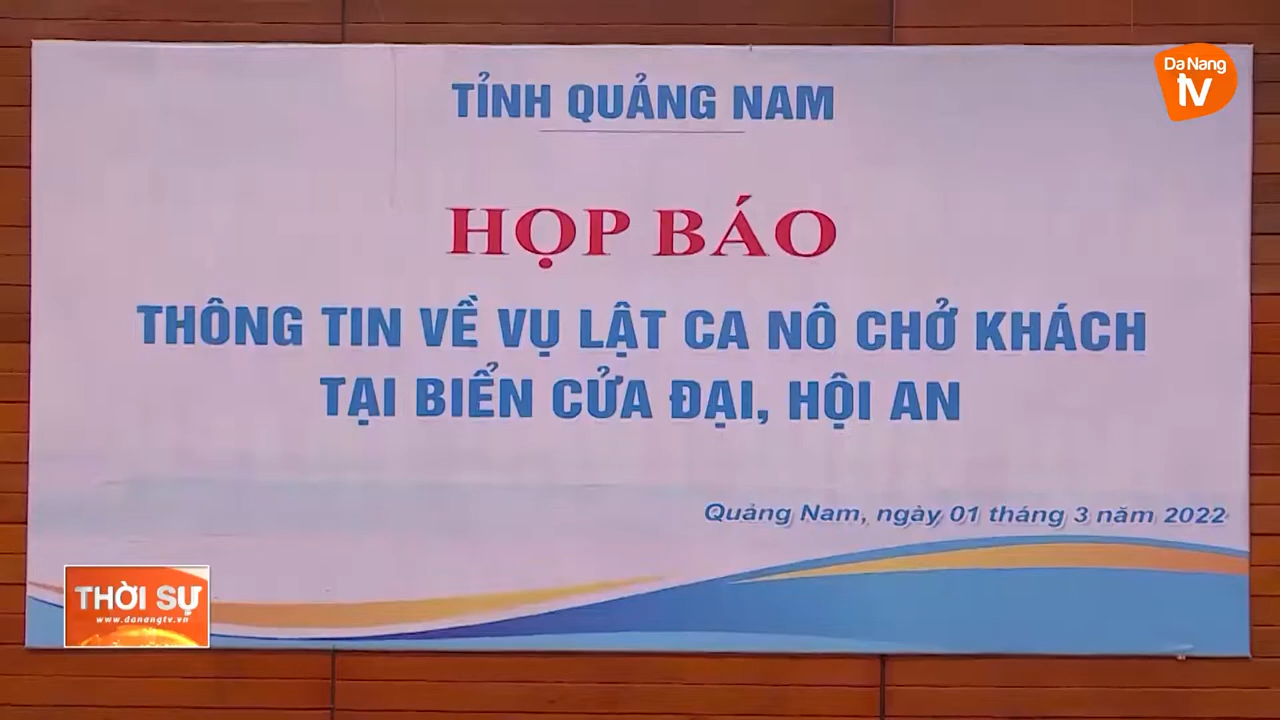 Da Nang
tv
TỈNH QUẢNG NAM
HỌP BÁO
THÔNG TIN VỀ VỤ LẬT CA NÔ CHỞ KHÁCH
TẠI BIỂN CỬA ĐẠI, HỘI AN
Quảng Nam, ngày 01 tháng 3 năm 2022
THỜI SỰ
www.danangtv.vn